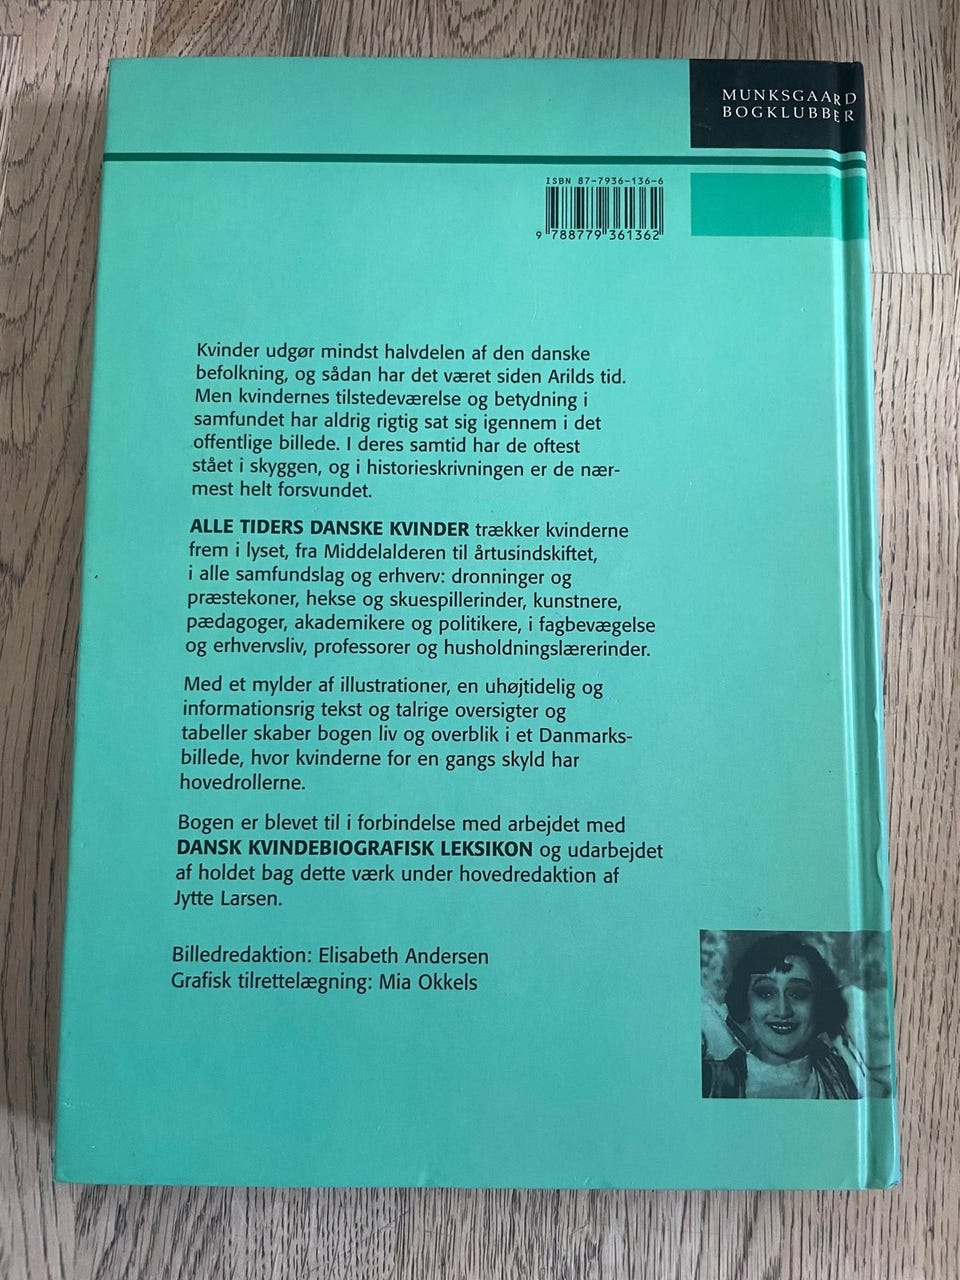 MUNKSGAARD
BOGKLUBBER
ISBN 87-7936-136-6
9 788779 361362
Kvinder udgør mindst halvdelen af den danske
befolkning, og sådan har det været siden Arilds tid.
Men kvindernes tilstedeværelse og betydning i
samfundet har aldrig rigtig sat sig igennem i det
offentlige billede. I deres samtid har de oftest
stået i skyggen, og i historieskrivningen er de nær-
mest helt forsvundet.
ALLE TIDERS DANSKE KVINDER trækker kvinderne
frem i lyset, fra Middelalderen til årtusindskiftet,
i alle samfundslag og erhverv: dronninger og
præstekoner, hekse og skuespillerinder, kunstnere,
pædagoger, akademikere og politikere, i fagbevægelse
og erhvervsliv, professorer og husholdningslærerinder.
Med et mylder af illustrationer, en uhøjtidelig og
informationsrig tekst og talrige oversigter og
tabeller skaber bogen liv og overblik i et Danmarks-
billede, hvor kvinderne for en gangs skyld har
hovedrollerne.
Bogen er blevet til i forbindelse med arbejdet med
DANSK KVINDEBIOGRAFISK LEKSIKON og udarbejdet
af holdet bag dette værk under hovedredaktion af
Jytte Larsen.
Billedredaktion: Elisabeth Andersen
Grafisk tilrettelægning: Mia Okkels